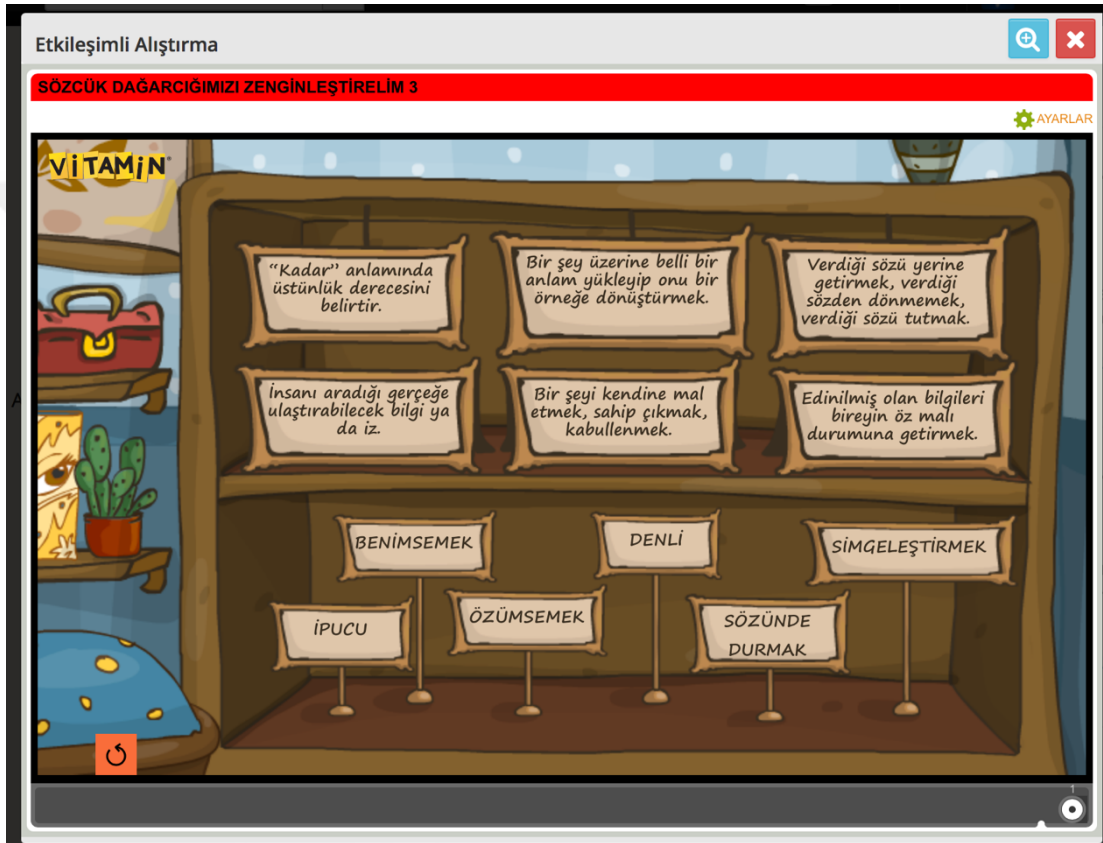 Etkileşimli Alıştırma
SÖZCÜK DAĞARCIĞIMIZI ZENGİNLEŞTİRELİM 3
AYARLAR
VİTAMİN
“Kadar” anlamında
üstünlük derecesini
belirtir.
Bir şey üzerine belli bir
anlam yükleyip onu bir
örneğe dönüştürmek.
Verdiği sözü yerine
getirmek, verdiği
sözden dönmemek,
verdiği sözü tutmak.
İnsanı aradığı gerçeğe
ulaştırabilecek bilgi ya
da iz.
Bir şeyi kendine mal
etmek, sahip çıkmak,
kabullenmek.
Edinilmiş olan bilgileri
bireyin öz malı
durumuna getirmek.
BENİMSEMEK
DENLİ
SİMGELEŞTİRMEK
İPUCU
ÖZÜMSEMEK
SÖZÜNDE
DURMAK
1